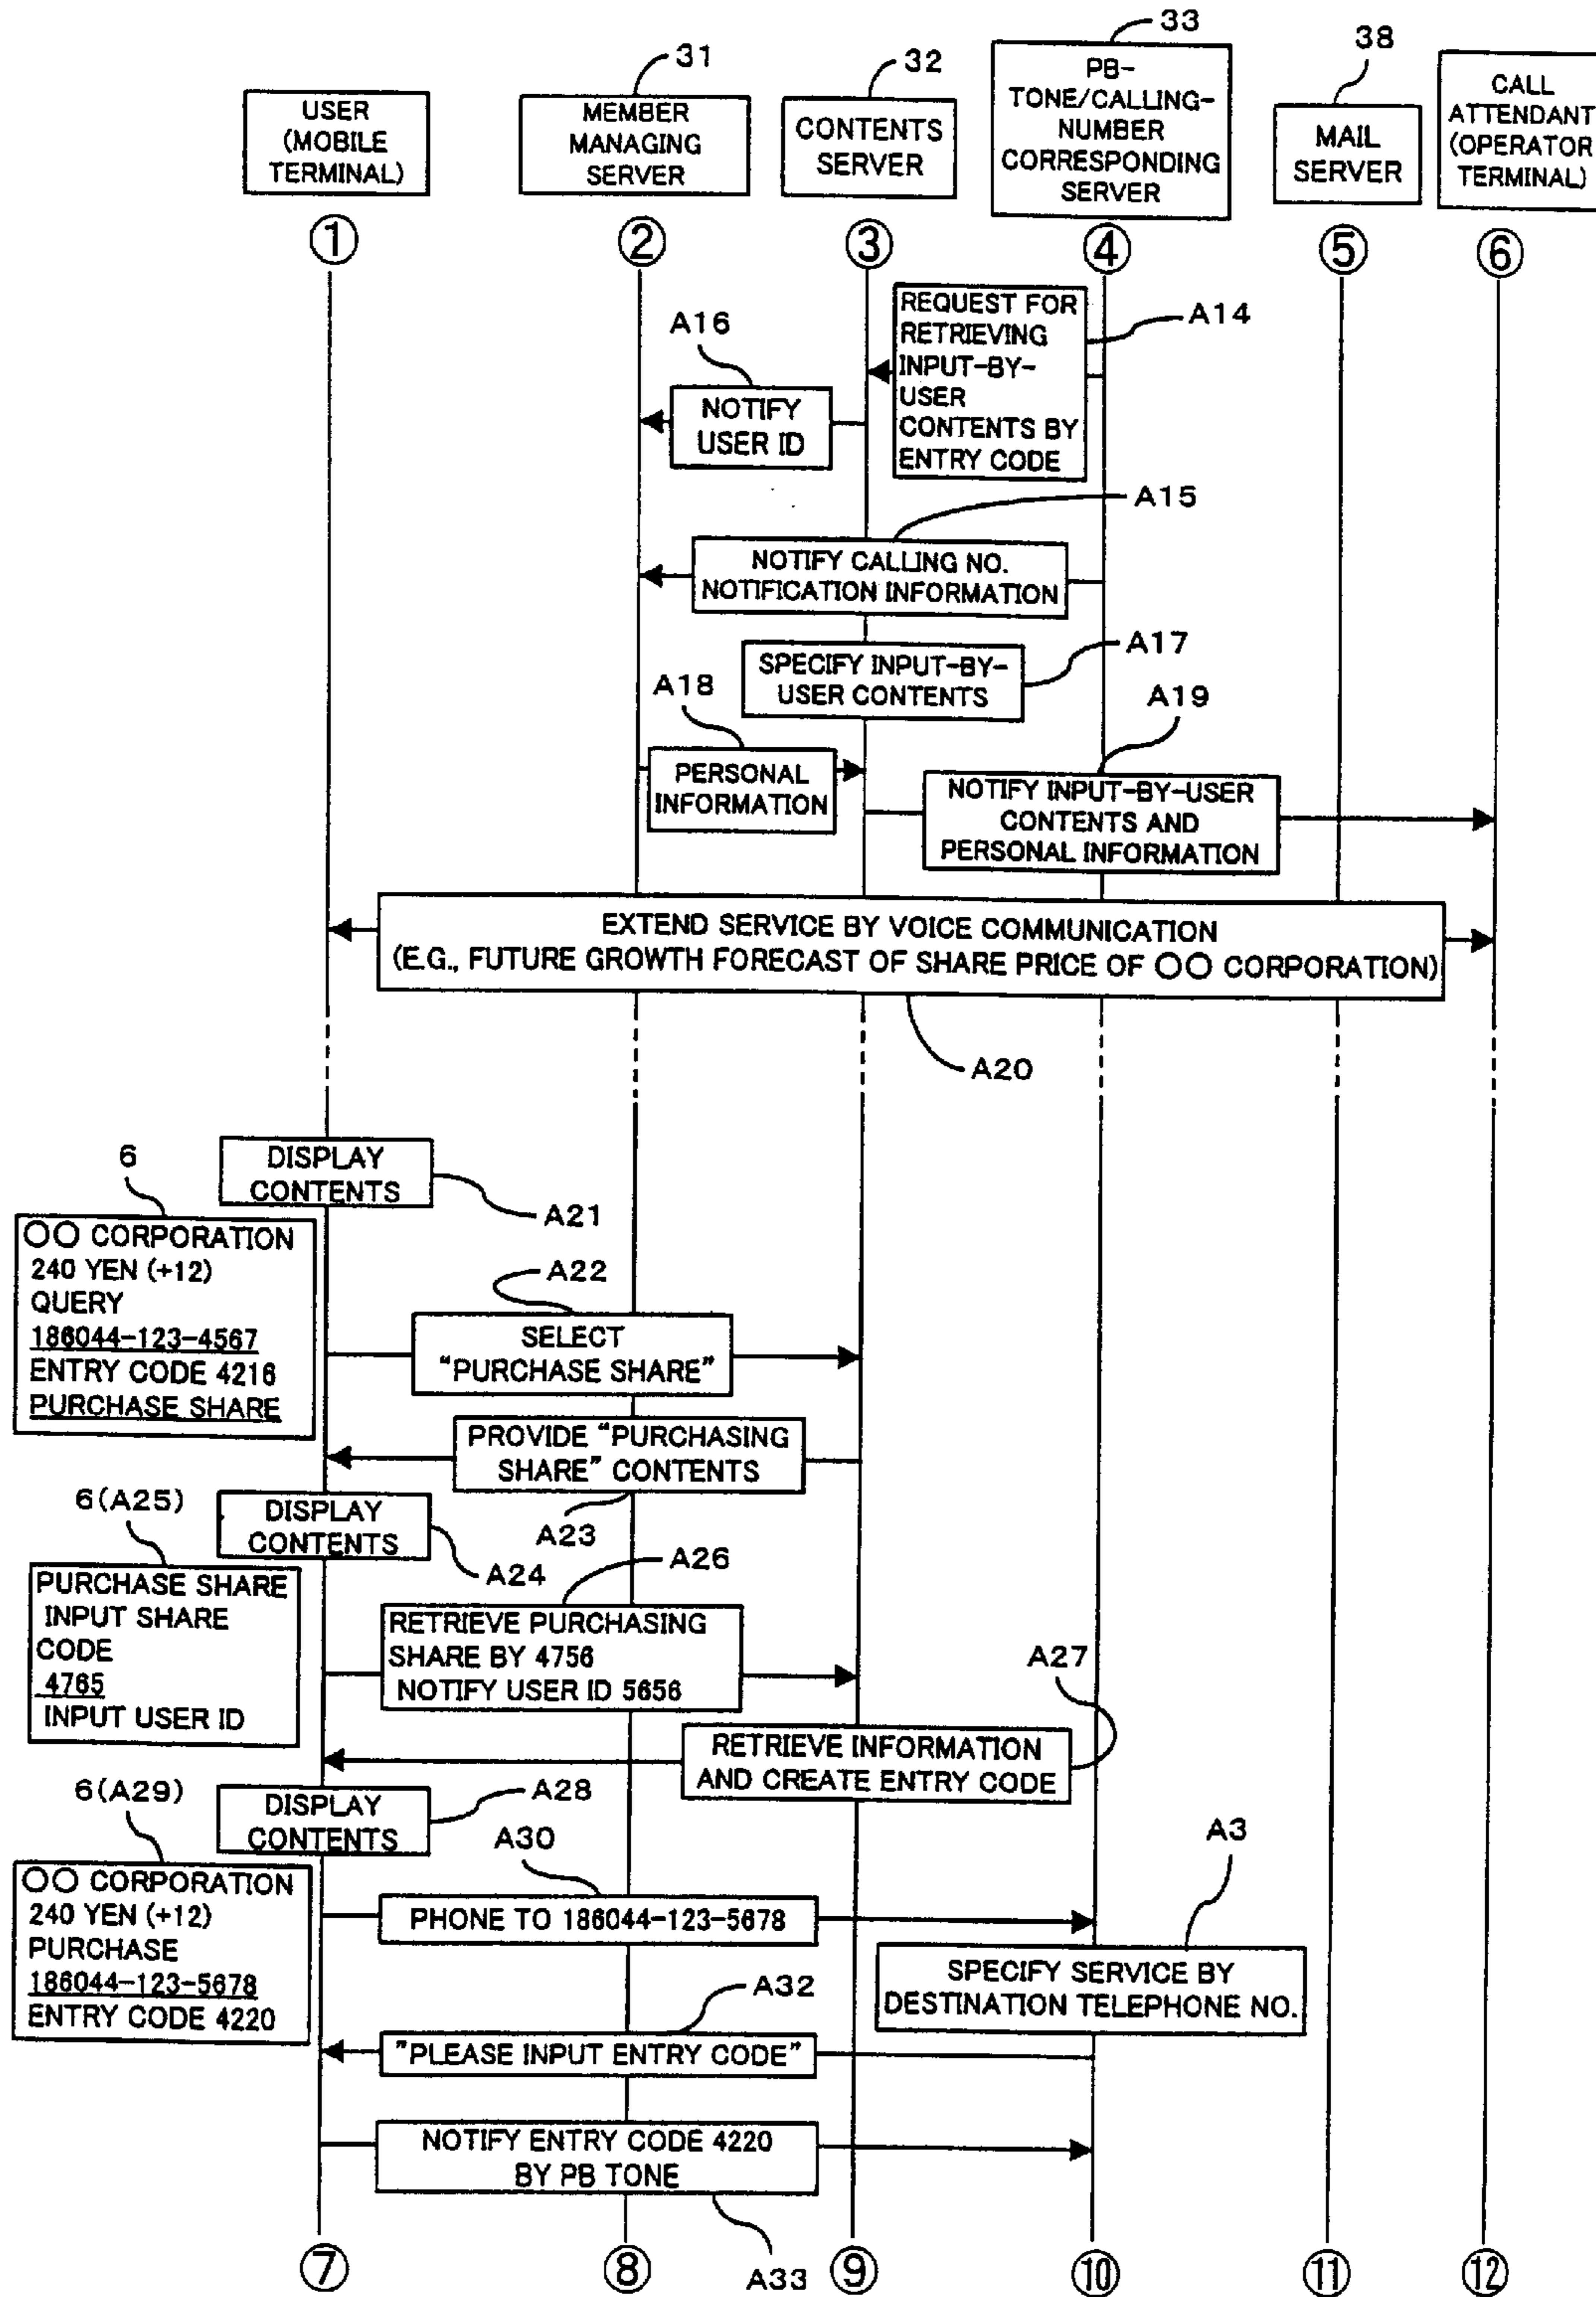 33
38
31
32
USER
(MOBILE
TERMINAL)
MEMBER
MANAGING
SERVER
CONTENTS
SERVER
PB-
TONE/CALLING-
NUMBER
CORRESPONDING
SERVER
MAIL
SERVER
CALL
ATTENDANT
(OPERATOR
TERMINAL)
① ② ③ ④ ⑤ ⑥
REQUEST FOR
RETRIEVING
INPUT-BY-
USER
CONTENTS BY
ENTRY CODE
A14
A16
NOTIFY
USER ID
A15
NOTIFY CALLING NO.
NOTIFICATION INFORMATION
A17
SPECIFY INPUT-BY-
USER CONTENTS
A18
PERSONAL
INFORMATION
A19
NOTIFY INPUT-BY-USER
CONTENTS AND
PERSONAL INFORMATION
EXTEND SERVICE BY VOICE COMMUNICATION
(E.G., FUTURE GROWTH FORECAST OF SHARE PRICE OF ○○ CORPORATION)
A20
DISPLAY
CONTENTS
A21
6
○○ CORPORATION
240 YEN (+12)
QUERY
186044-123-4567
ENTRY CODE 4216
PURCHASE SHARE
A22
SELECT
"PURCHASE SHARE"
PROVIDE "PURCHASING
SHARE" CONTENTS
A23
DISPLAY
CONTENTS
A24
6(A25)
PURCHASE SHARE
INPUT SHARE
CODE
4765
INPUT USER ID
A26
RETRIEVE PURCHASING
SHARE BY 4756
NOTIFY USER ID 5656
A27
RETRIEVE INFORMATION
AND CREATE ENTRY CODE
DISPLAY
CONTENTS
A28
6(A29)
○○ CORPORATION
240 YEN (+12)
PURCHASE
186044-123-5678
ENTRY CODE 4220
A30
PHONE TO 186044-123-5678
A3
SPECIFY SERVICE BY
DESTINATION TELEPHONE NO.
A32
"PLEASE INPUT ENTRY CODE"
NOTIFY ENTRY CODE 4220
BY PB TONE
A33
⑦ ⑧ ⑨ ⑩ ⑪ ⑫